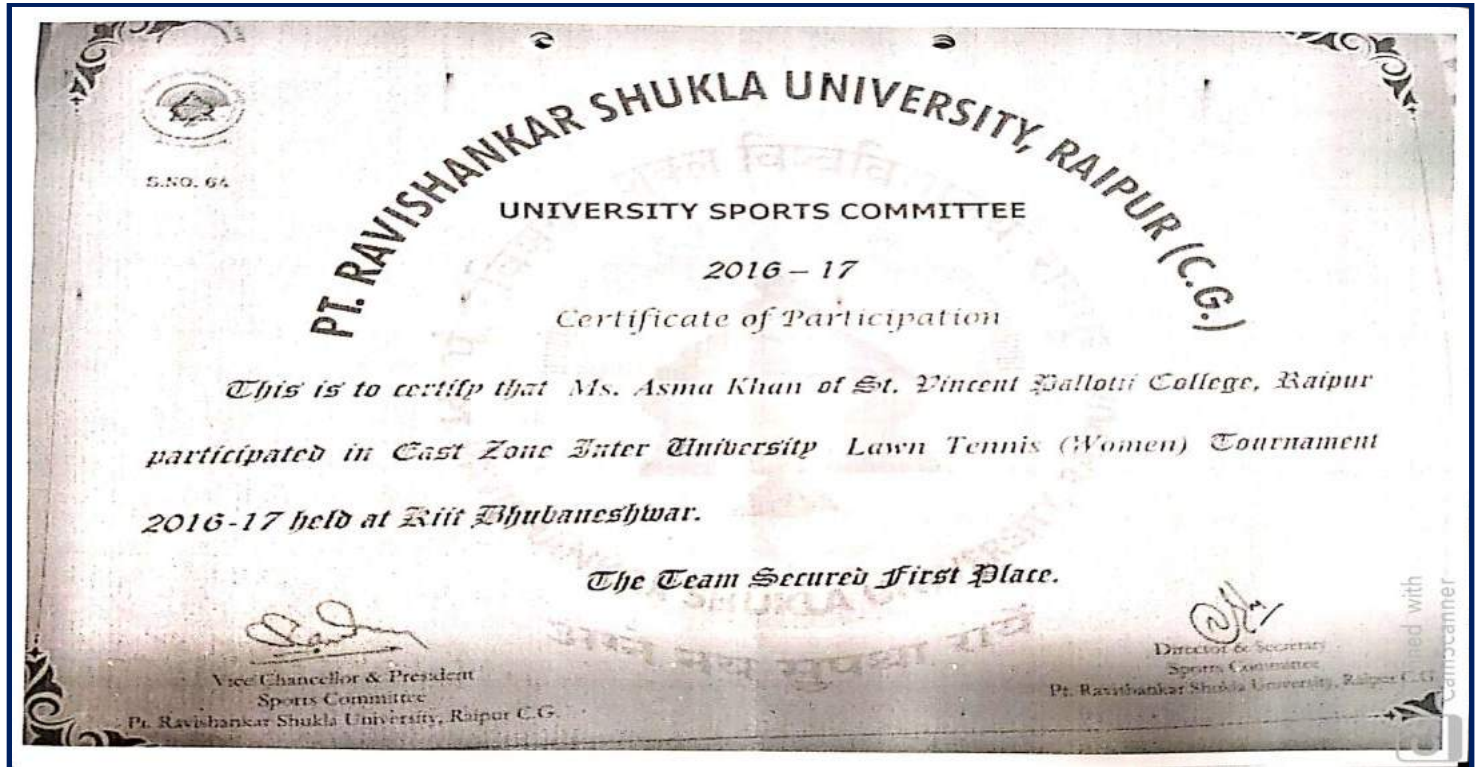 PT. RAVISHANKAR SHUKLA UNIVERSITY, RAIPUR (C.G.)
S.NO. 64
UNIVERSITY SPORTS COMMITTEE
2016 – 17
Certificate of Participation
This is to certify that Ms. Asma Khan of St. Vincent Pallotti College, Raipur
participated in East Zone Inter University Lawn Tennis (Women) Tournament
2016-17 held at Kiit Bhubaneshwar.
The Team Secured First Place.
Vice Chancellor & President
Sports Committee
Pt. Ravishankar Shukla University, Raipur C.G.
Director & Secretary
Sports Committee
Pt. Ravishankar Shukla University, Raipur C.G.
Scanned with
CamScanner